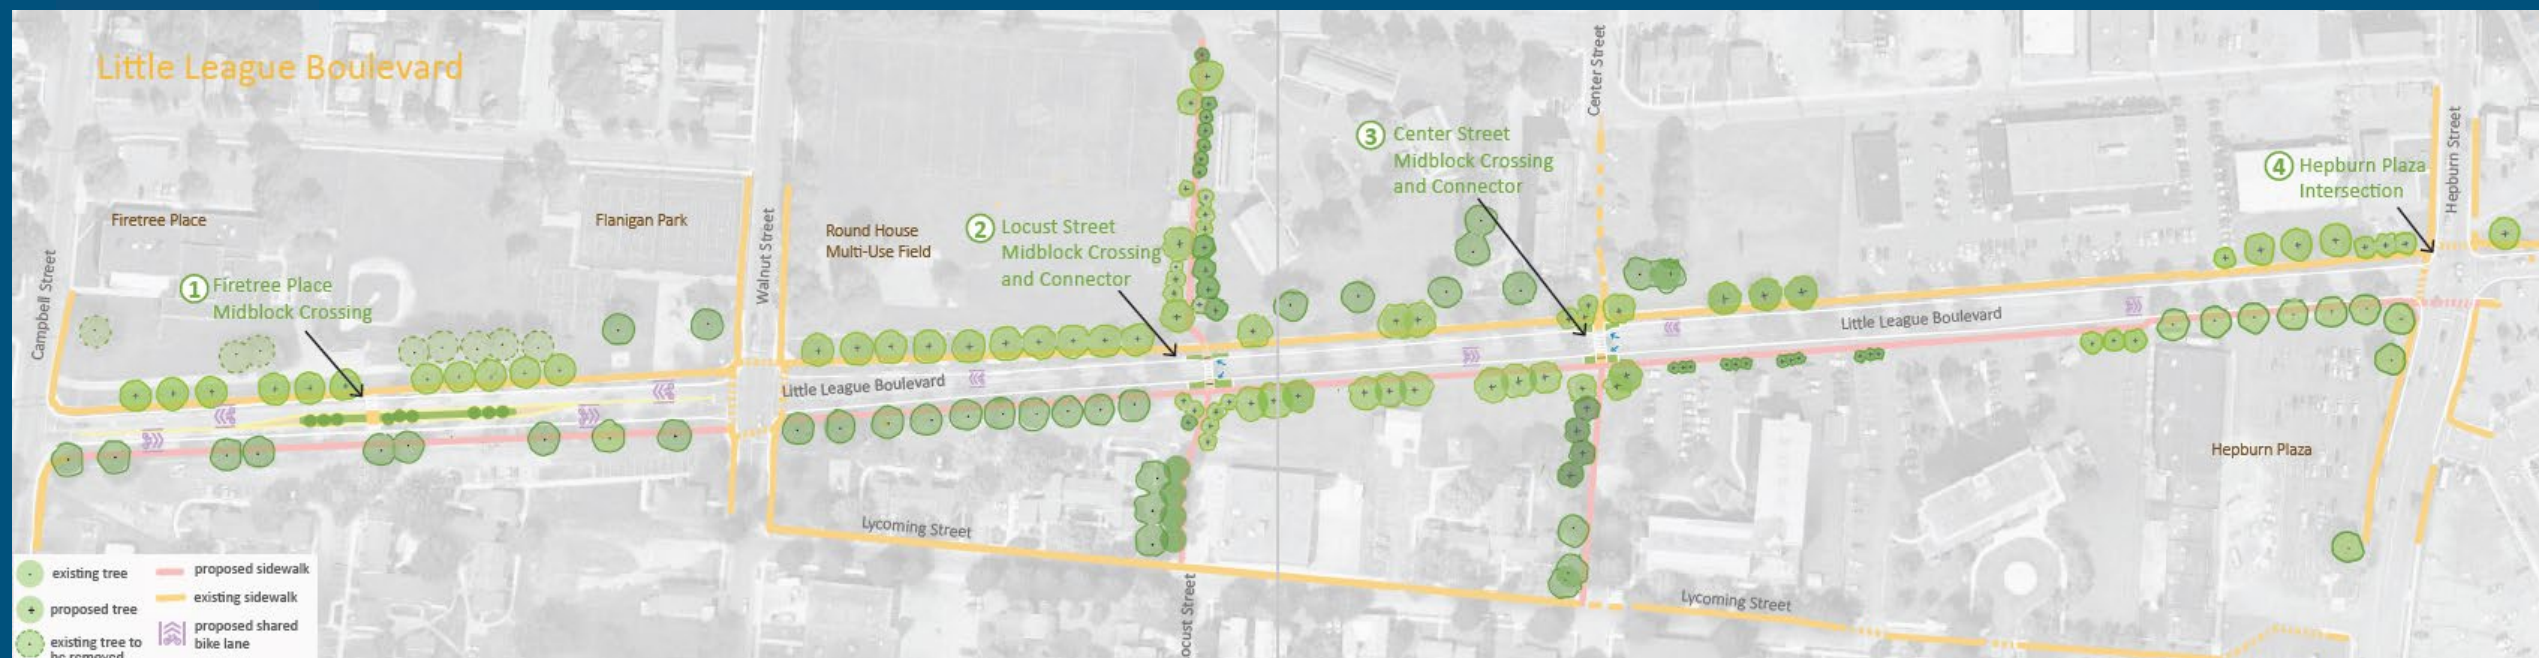 Little League Boulevard
Campbell Street
Firetree Place
① Firetree Place
Midblock Crossing
Flanigan Park
Walnut Street
Round House
Multi-Use Field
② Locust Street
Midblock Crossing
and Connector
③ Center Street
Midblock Crossing
and Connector
Center Street
④ Hepburn Plaza
Intersection
Hepburn Street
Little League Boulevard
Little League Boulevard
Hepburn Plaza
Lycoming Street
Lycoming Street
ocust Street
existing tree
proposed tree
existing tree to
be removed
proposed sidewalk
existing sidewalk
proposed shared
bike lane